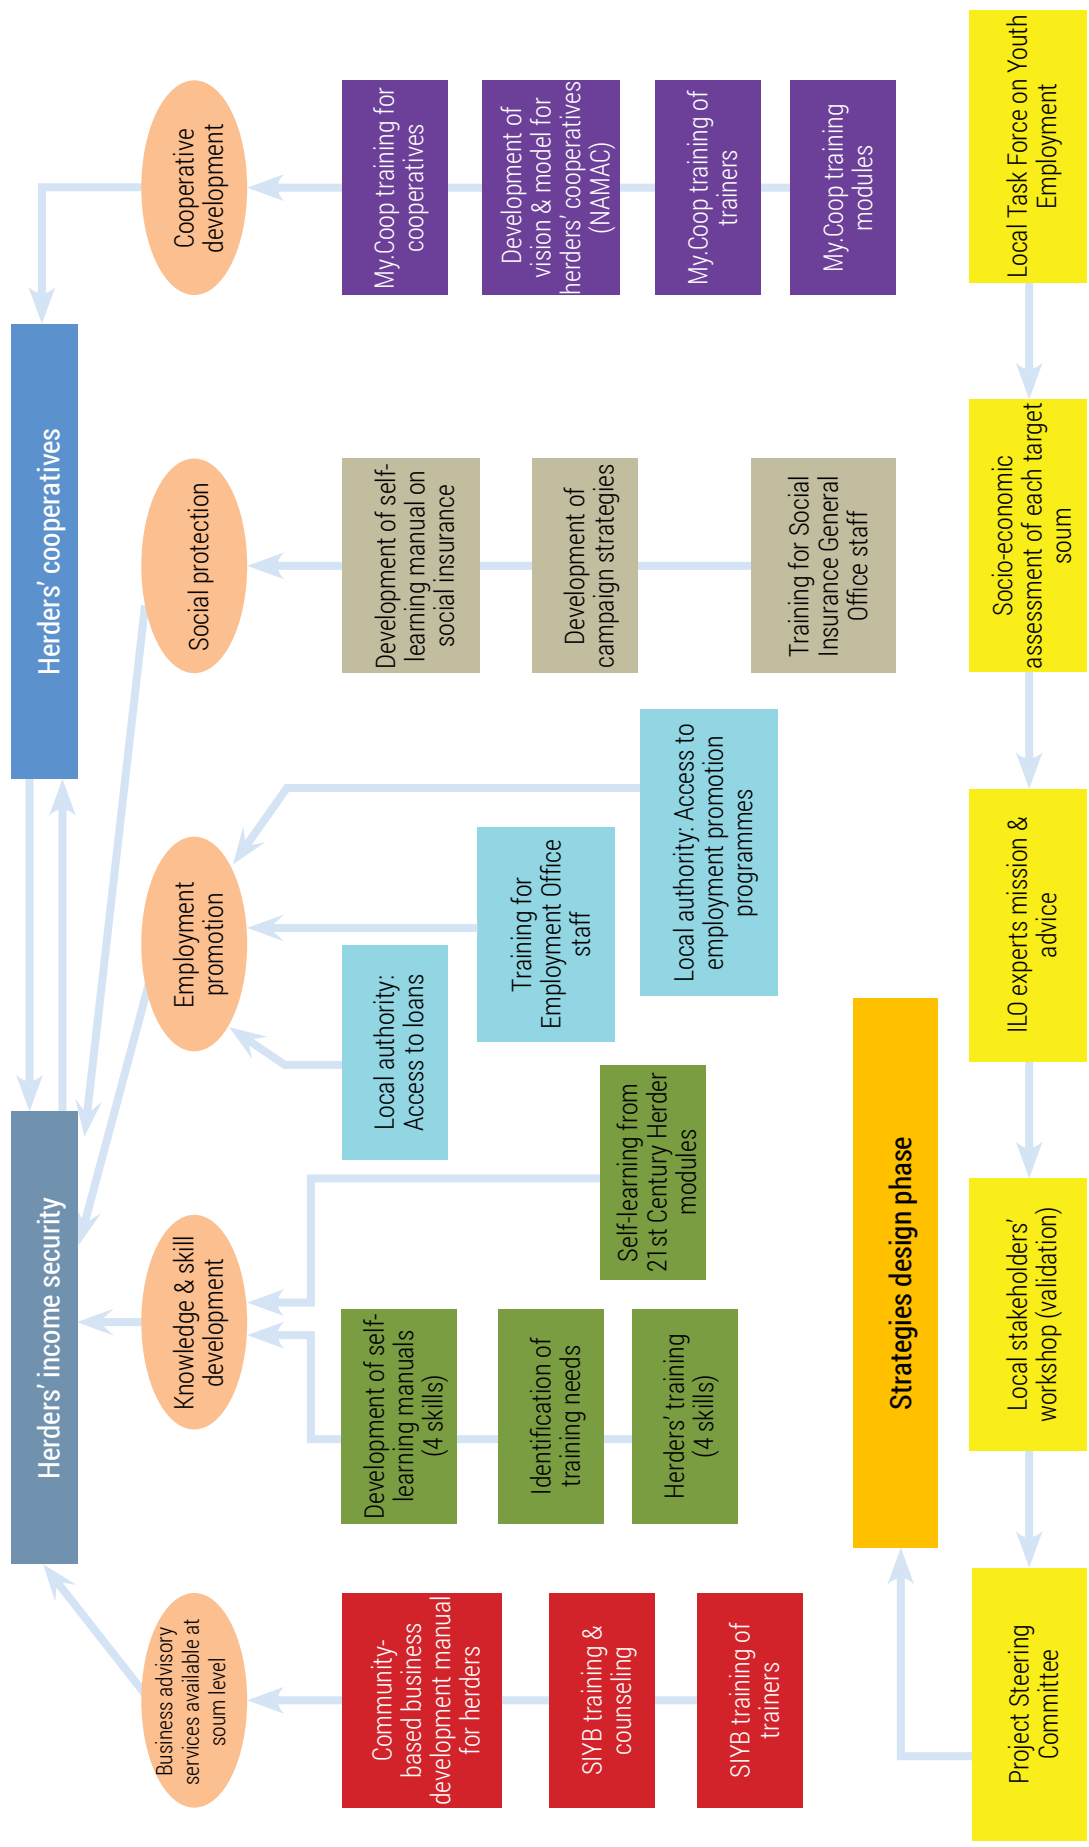 Herders' income security
Herders' cooperatives
Business advisory
services available at
soum level
Knowledge & skill
development
Employment
promotion
Social protection
Cooperative
development
Community-
based business
development manual
for herders
SIYB training &
counseling
SIYB training of
trainers
Development of self-
learning manuals
(4 skills)
Identification of
training needs
Herders' training
(4 skills)
Self-learning from
21st Century Herder
modules
Local authority:
Access to loans
Training for
Employment Office
staff
Local authority: Access to
employment promotion
programmes
Development of self-
learning manual on
social insurance
Development of
campaign strategies
Training for Social
Insurance General
Office staff
My.Coop training for
cooperatives
Development of
vision & model for
herders' cooperatives
(NAMAC)
My.Coop training of
trainers
My.Coop training
modules
Strategies design phase
Project Steering
Committee
Local stakeholders'
workshop (validation)
ILO experts mission &
advice
Socio-economic
assessment of each target
soum
Local Task Force on Youth
Employment